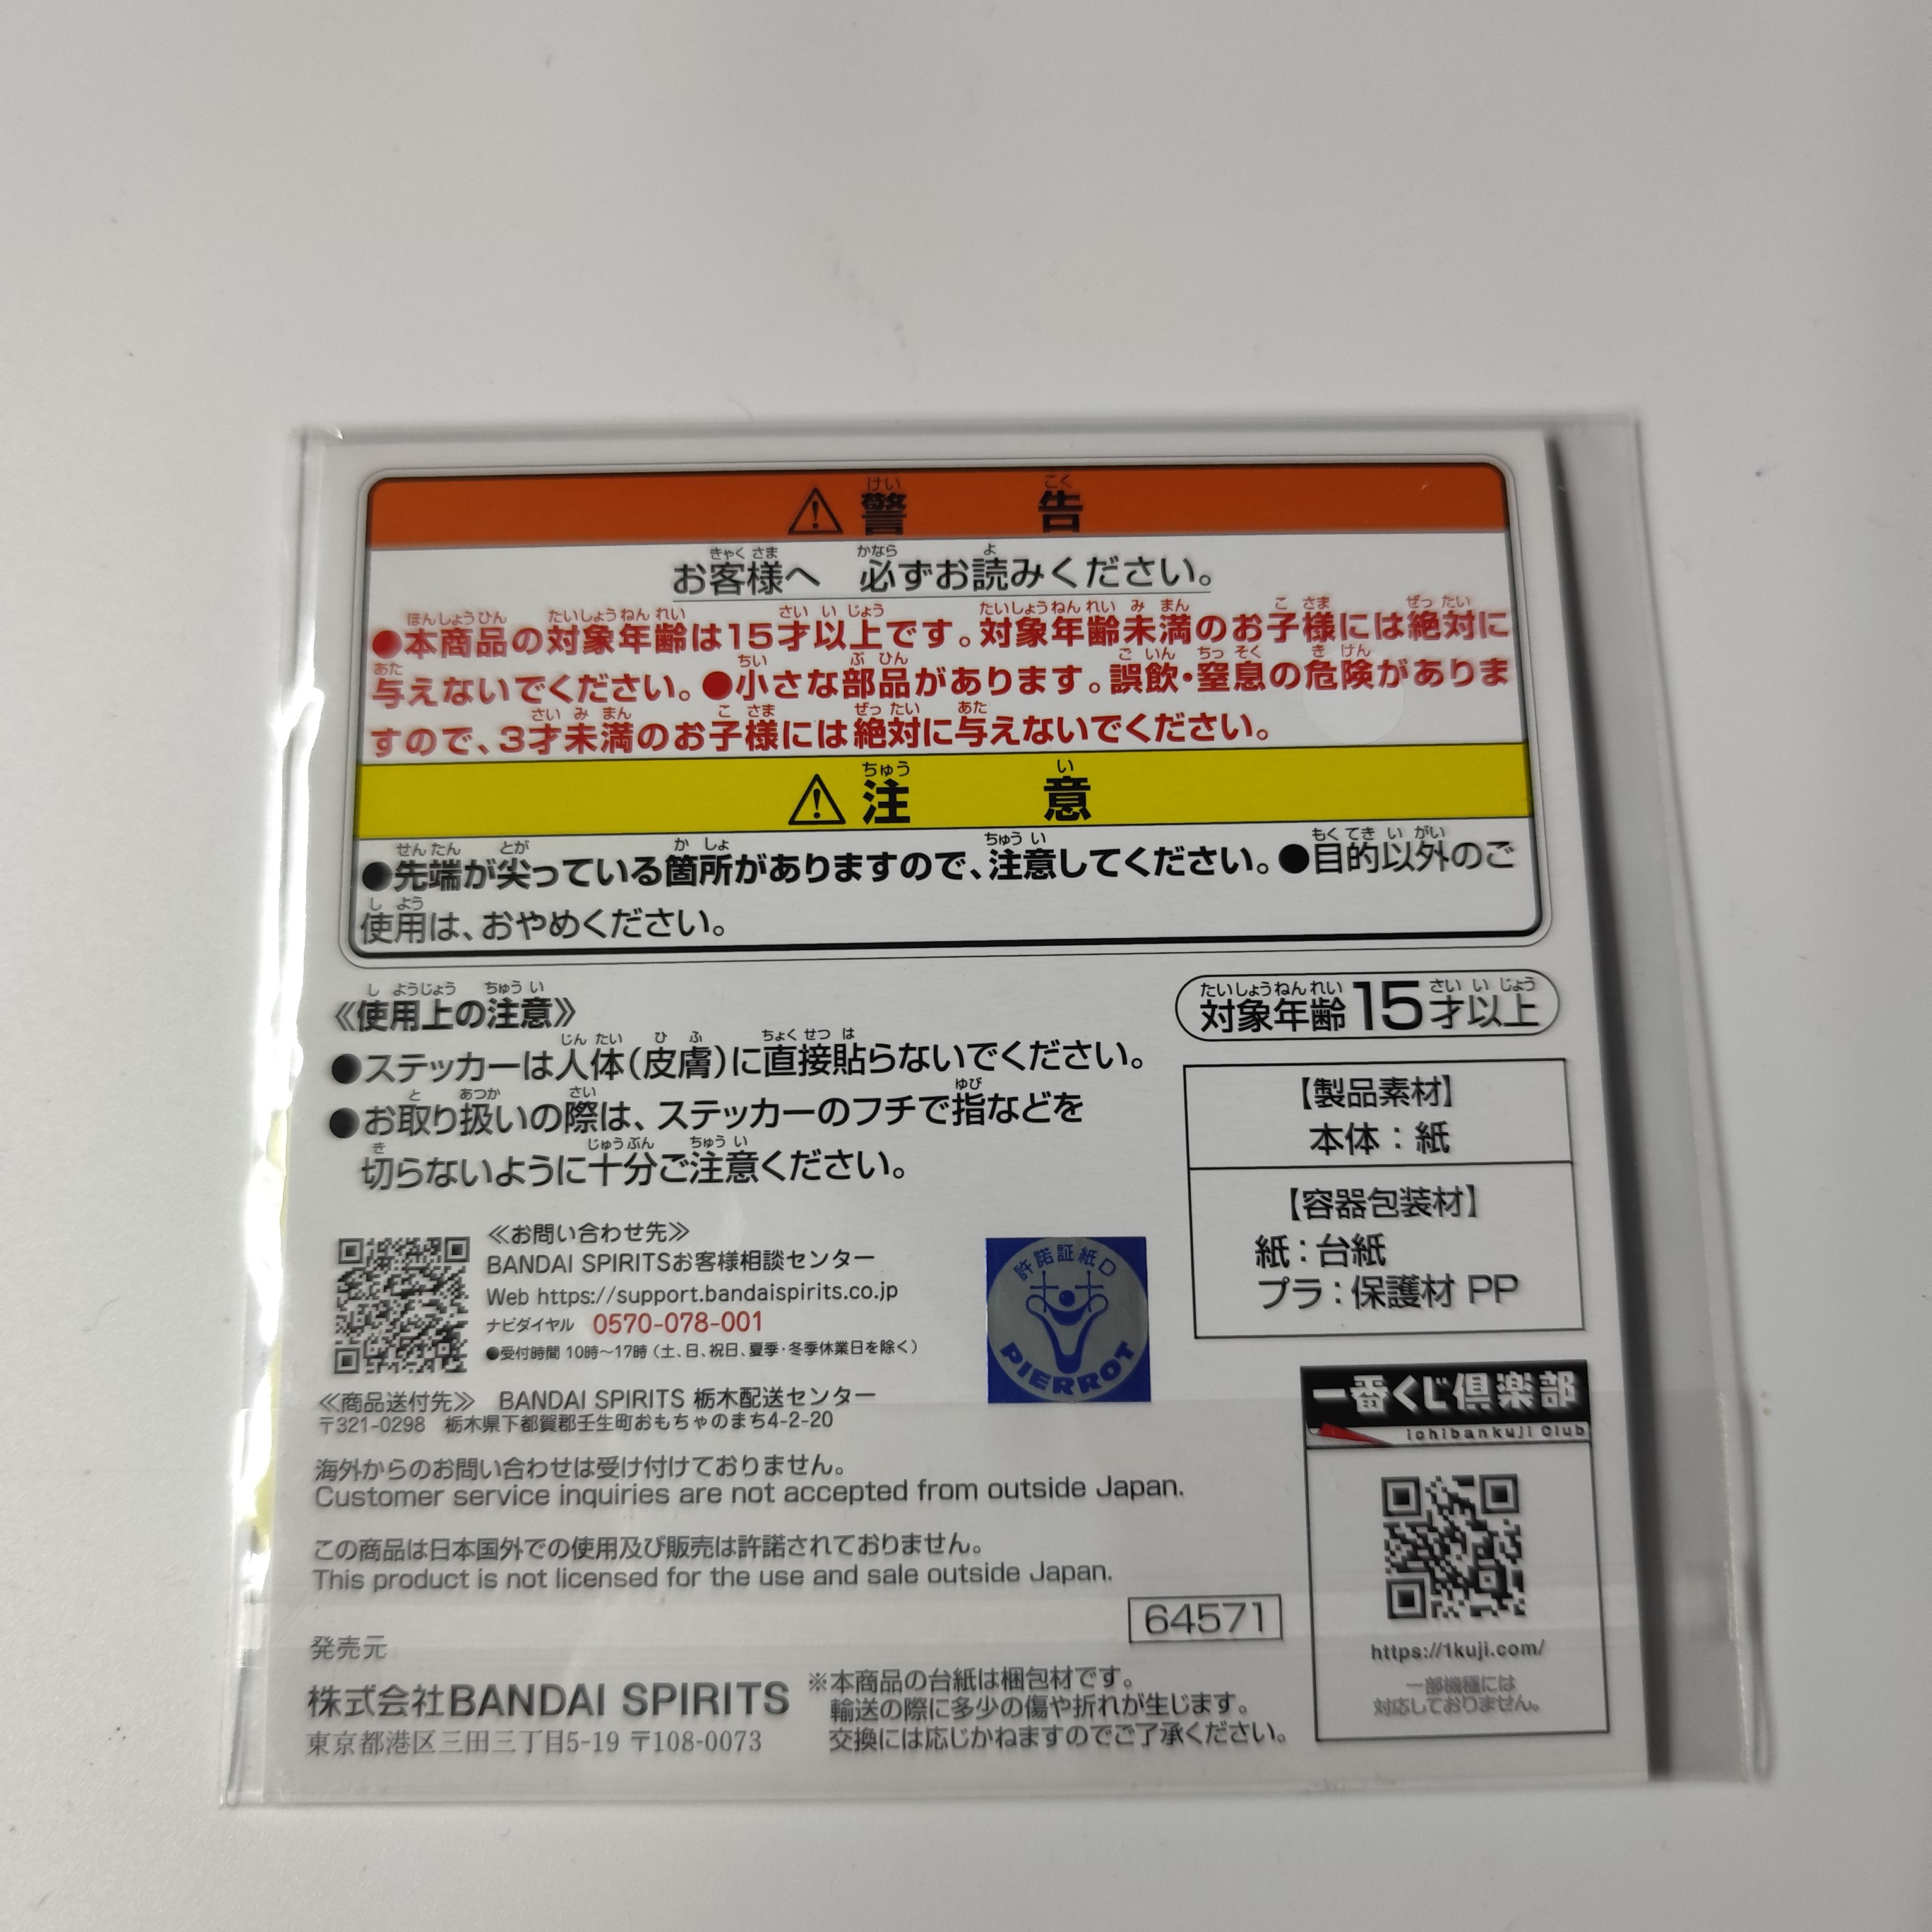 ⚠警告
お客様へ 必ずお読みください。
●本商品の対象年齢は15才以上です。対象年齢未満のお子様には絶対に
与えないでください。●小さな部品があります。誤飲・窒息の危険がありま
すので、3才未満のお子様には絶対に与えないでください。
⚠注意
●先端が尖っている箇所がありますので、注意してください。●目的以外のご
使用は、おやめください。
《使用上の注意》
●ステッカーは人体(皮膚)に直接貼らないでください。
●お取り扱いの際は、ステッカーのフチで指などを
切らないように十分ご注意ください。
対象年齢15才以上
【製品素材】
本体:紙
【容器包装材】
紙:台紙
プラ:保護材 PP
≪お問い合わせ先≫
BANDAI SPIRITSお客様相談センター
Web https://support.bandaispirits.co.jp
ナビダイヤル 0570-078-001
●受付時間 10時〜17時(土、日、祝日、夏季・冬季休業日を除く)
≪商品送付先≫ BANDAI SPIRITS 栃木配送センター
〒321-0298 栃木県下都賀郡壬生町おもちゃのまち4-2-20
許諾証紙
PIERROT
海外からのお問い合わせは受け付けておりません。
Customer service inquiries are not accepted from outside Japan.
この商品は日本国外での使用及び販売は許諾されておりません。
This product is not licensed for the use and sale outside Japan.
64571
発売元
株式会社BANDAI SPIRITS
東京都港区三田三丁目5-19 〒108-0073
※本商品の台紙は梱包材です。
輸送の際に多少の傷や折れが生じます。
交換には応じかねますのでご了承ください。
一番くじ倶楽部
ichibankuji Club
https://1kuji.com/
一部機種には
対応しておりません。